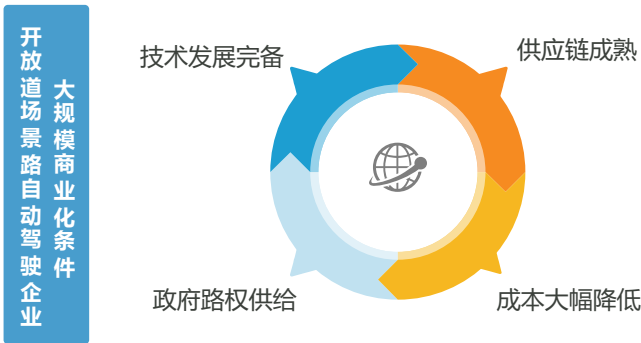 开放道场景路自动驾驶企业
大规模商业化条件
技术发展完备
供应链成熟
政府路权供给
成本大幅降低